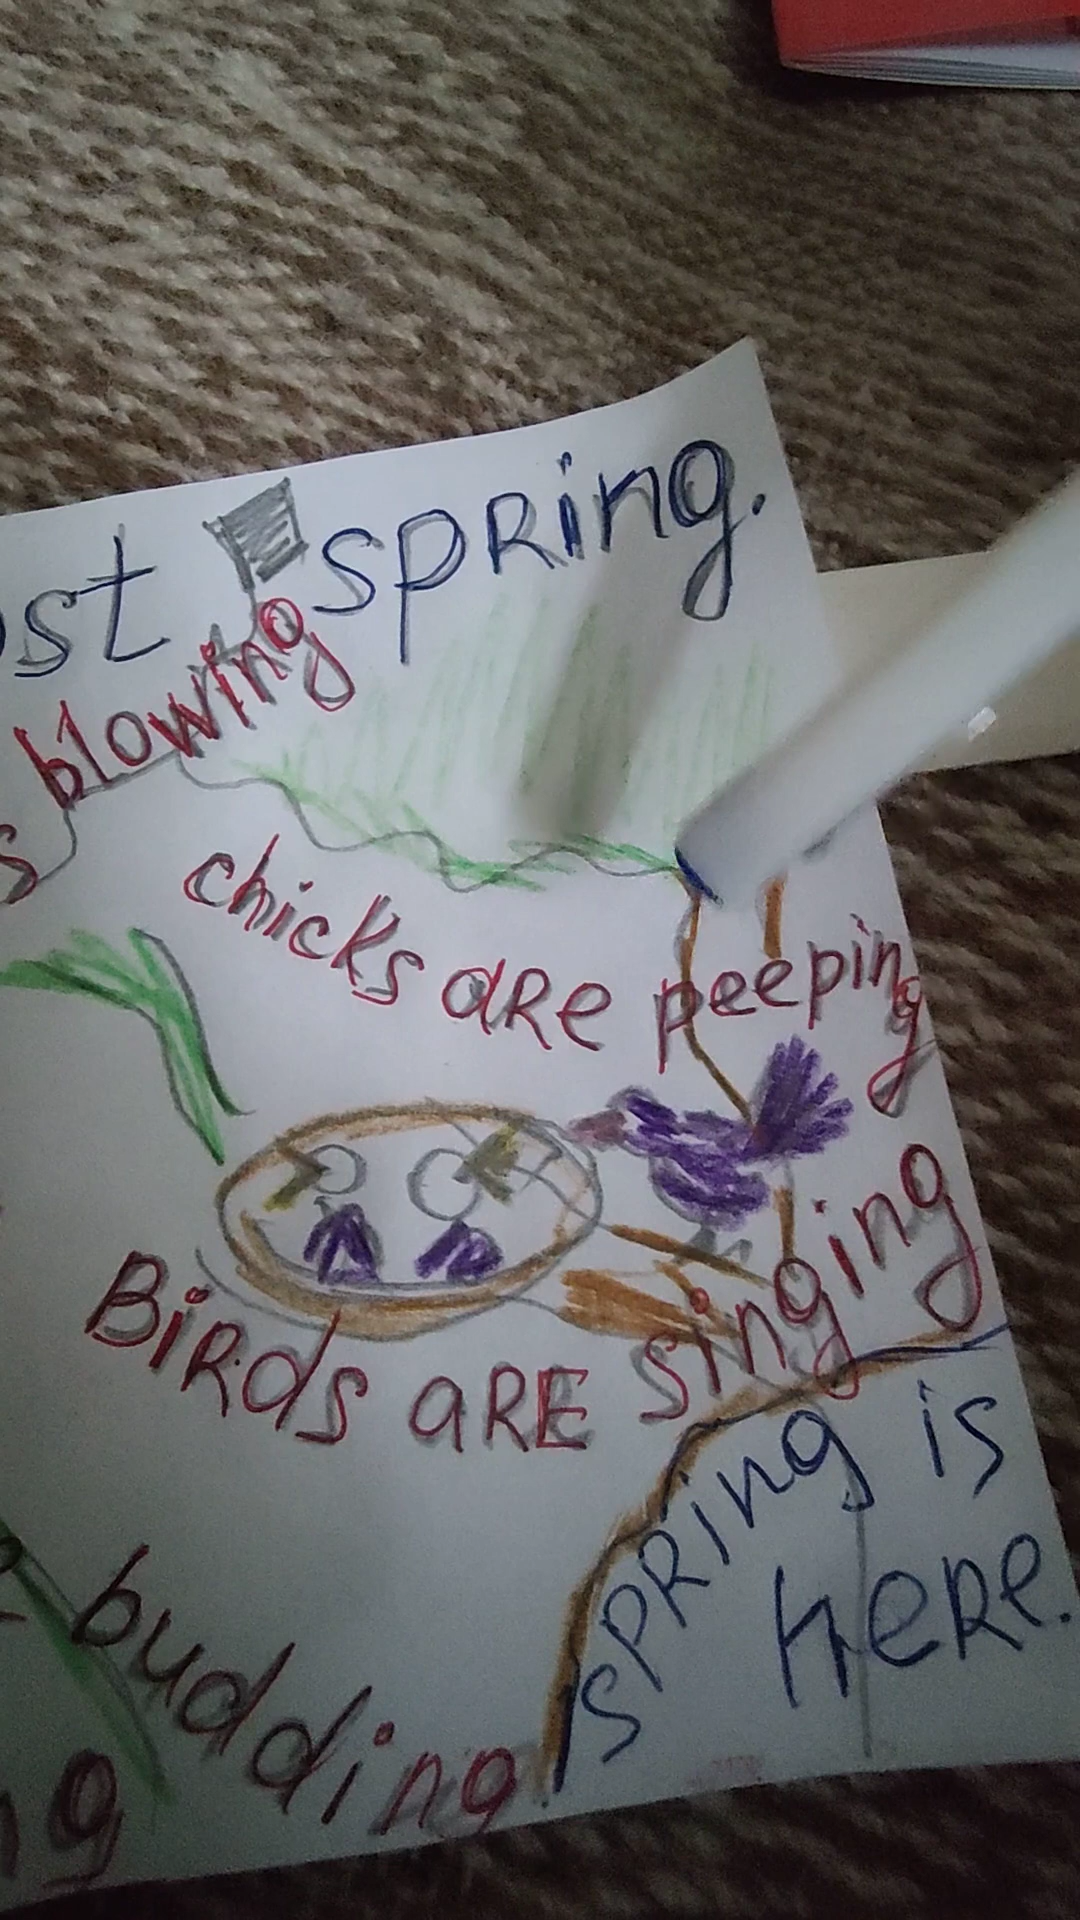 st spring.
blowing
s
chicks are peeping
Birds are singing
spring is
here.
budding
g